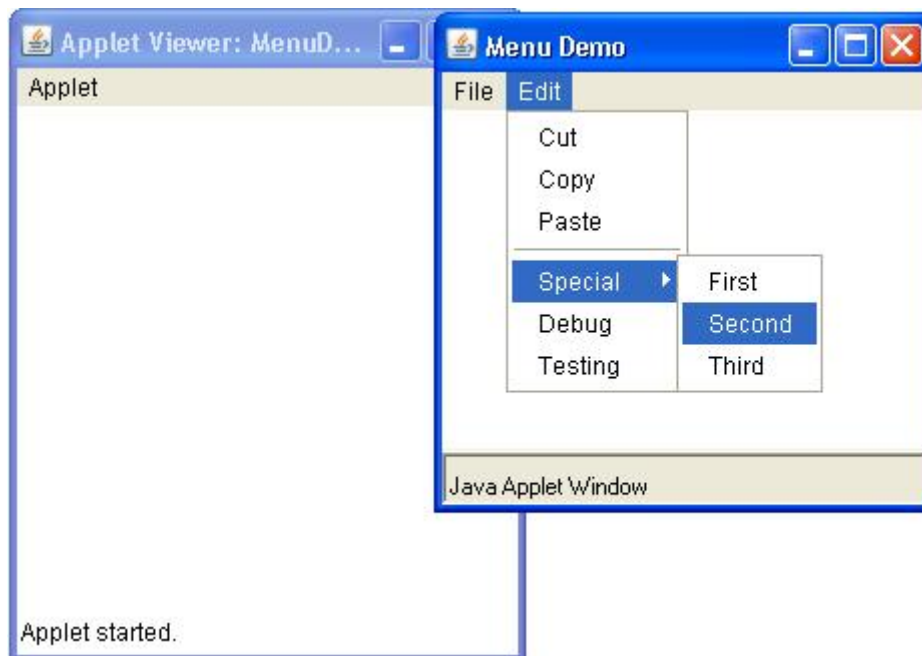 Applet Viewer: MenuD...
Applet
Applet started.
Menu Demo
File Edit
Cut
Copy
Paste
Special
Debug
Testing
First
Second
Third
Java Applet Window